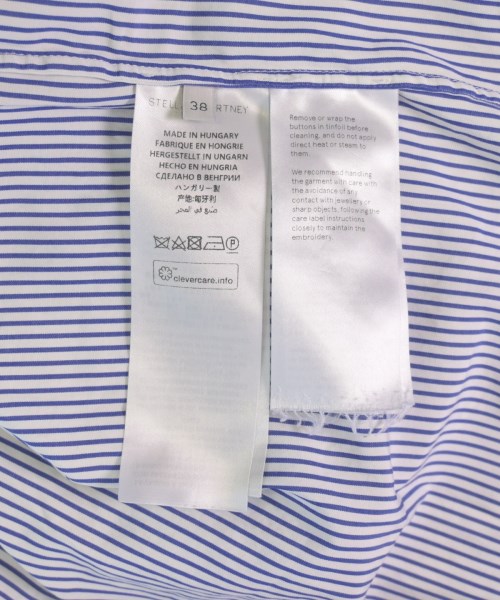 STELL 38 RTNEY
MADE IN HUNGARY
FABRIQUE EN HONGRIE
HERGESTELLT IN UNGARN
HECHO EN HUNGRIA
СДЕЛАНО В ВЕНГРИИ
ハンガリー製
产地:匈牙利
صنع في المجر
P
clevercare.info
Remove or wrap the
buttons in tinfoil before
cleaning, and do not apply
direct heat or steam to
them.
We recommend handling
the garment with care with
the avoidance of any
contact with jewellery or
sharp objects, following the
care label instructions
closely to maintain the
embroidery.